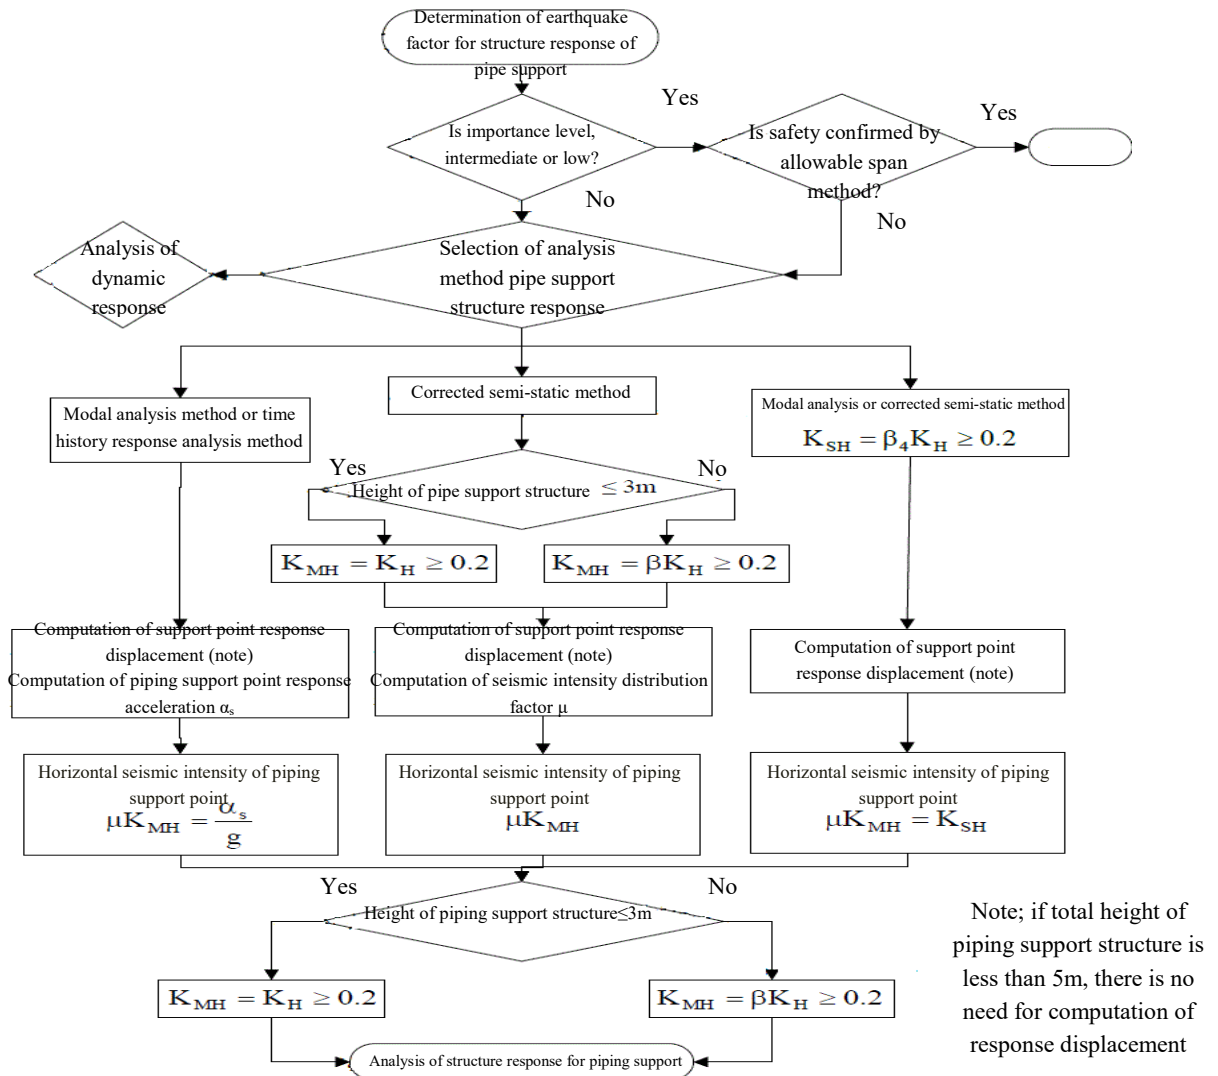 Determination of earthquake
factor for structure response of
pipe support
Yes
Is importance level,
intermediate or low?
Is safety confirmed by
allowable span
method?
Yes
No
No
Analysis of
dynamic
response
Selection of analysis
method pipe support
structure response
Modal analysis method or time
history response analysis method
Corrected semi-static method
Modal analysis or corrected semi-static method
K_SH = β₄K_H ≥ 0.2
Yes
No
Height of pipe support structure ≤ 3m
K_MH = K_H ≥ 0.2
K_MH = βK_H ≥ 0.2
Computation of support point response
displacement (note)
Computation of piping support point response
acceleration αₛ
Computation of support point response
displacement (note)
Computation of seismic intensity distribution
factor μ
Computation of support point
response displacement (note)
Horizontal seismic intensity of piping
support point
μK_MH = αₛ/g
Horizontal seismic intensity of piping
support point
μK_MH
Horizontal seismic intensity of piping
support point
μK_MH = K_SH
Yes
No
Height of piping support structure≤3m
K_MH = K_H ≥ 0.2
K_MH = βK_H ≥ 0.2
Analysis of structure response for piping support
Note; if total height of
piping support structure is
less than 5m, there is no
need for computation of
response displacement